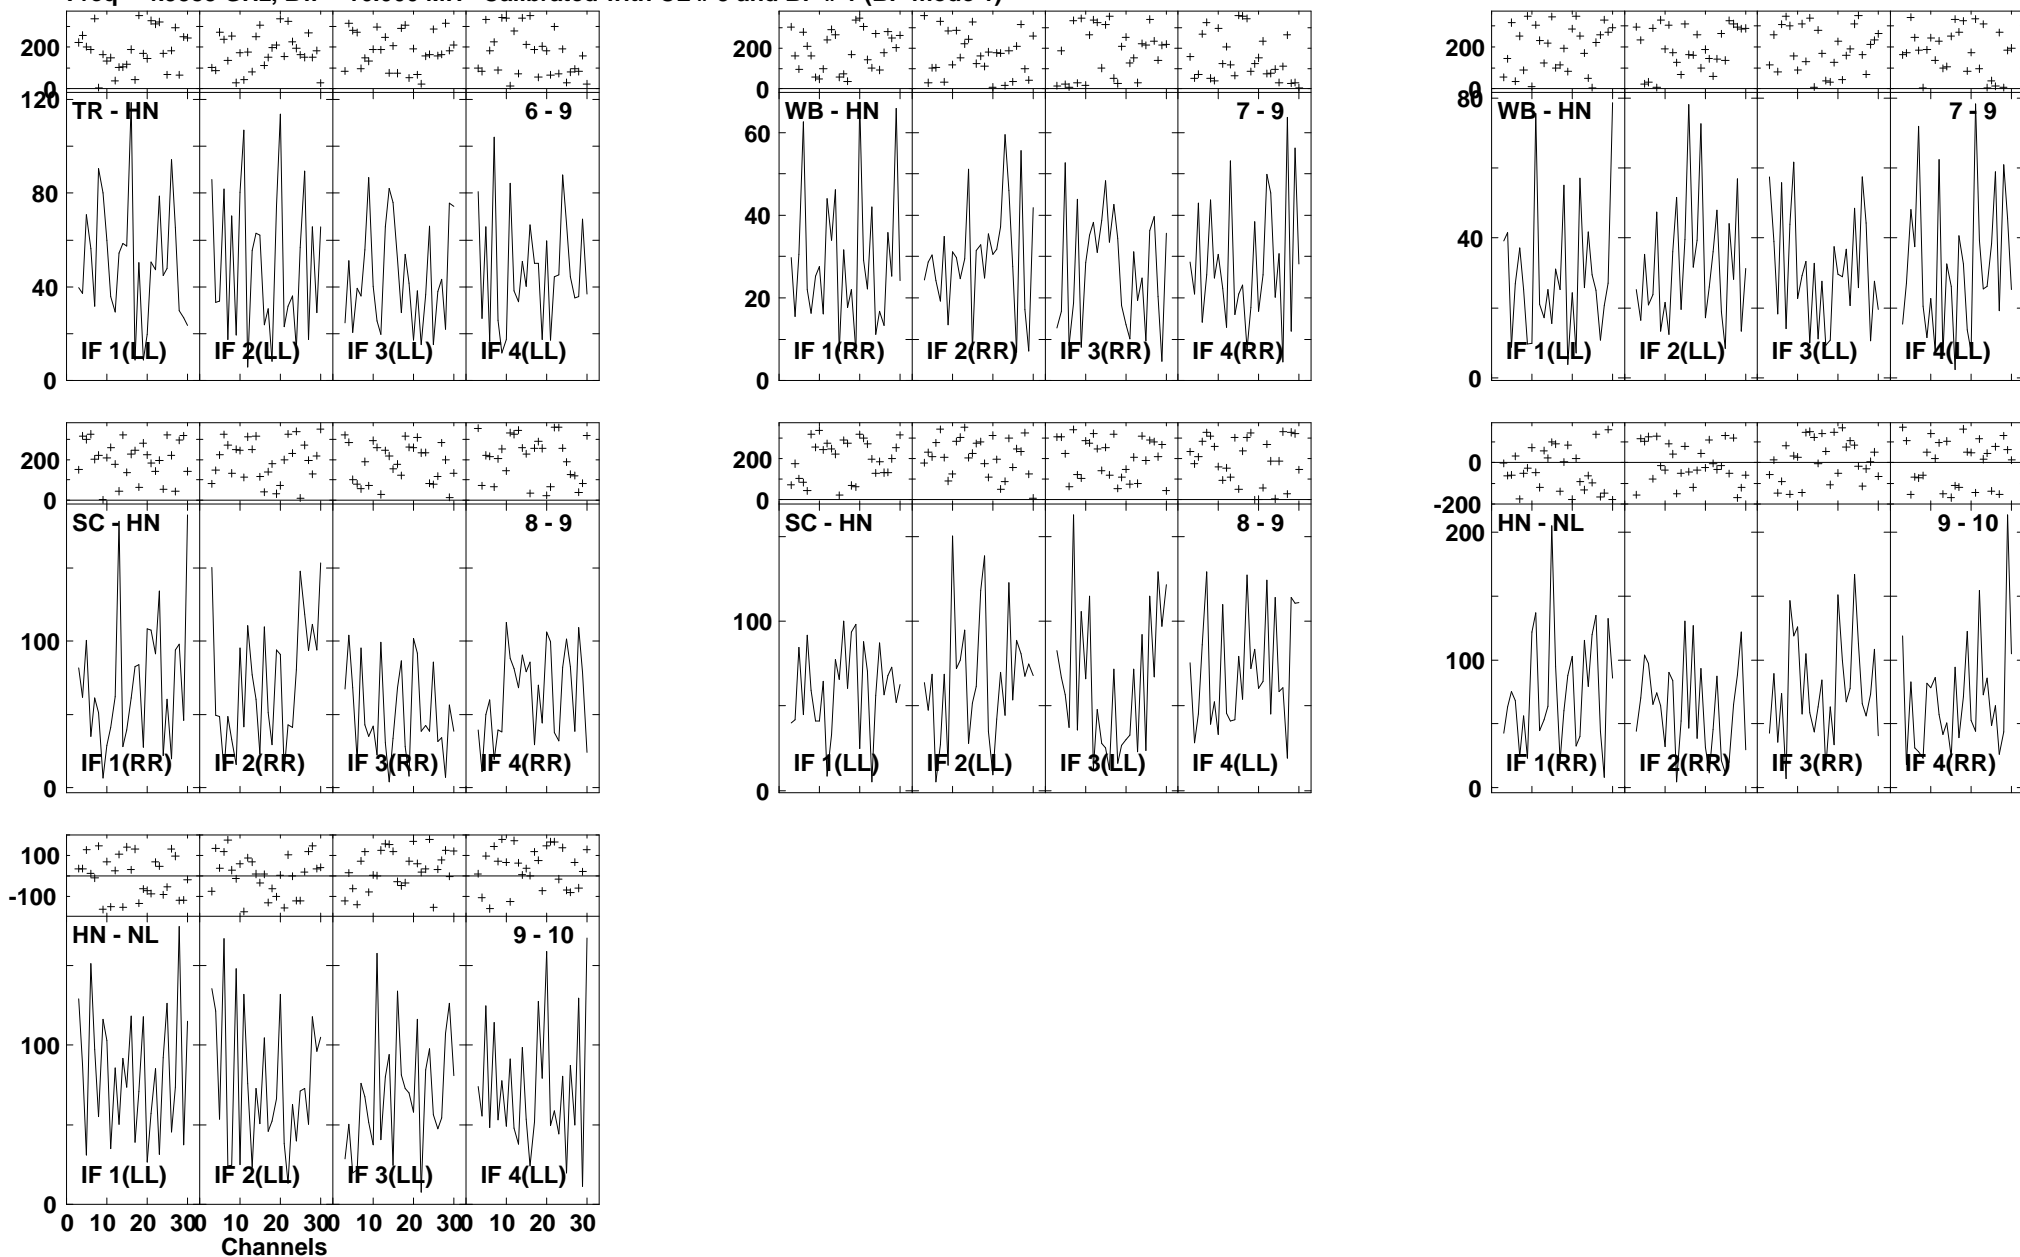 200 200 200
0 0 0
120 TR - HN 6 - 9 WB - HN 7 - 9 80 WB - HN 7 - 9
60
80
40 40
40
20
IF 1(LL) IF 2(LL) IF 3(LL) IF 4(LL) IF 1(RR) IF 2(RR) IF 3(RR) IF 4(RR) IF 1(LL) IF 2(LL) IF 3(LL) IF 4(LL)
0 0 0
200 200 0
0 0 -200
SC - HN 8 - 9 SC - HN 8 - 9 HN - NL 9 - 10
200
100 100 100
IF 1(RR) IF 2(RR) IF 3(RR) IF 4(RR) IF 1(LL) IF 2(LL) IF 3(LL) IF 4(LL) IF 1(RR) IF 2(RR) IF 3(RR) IF 4(RR)
0 0 0
100
-100
HN - NL 9 - 10
100
IF 1(LL) IF 2(LL) IF 3(LL) IF 4(LL)
0
0 10 20 30 0 10 20 30 0 10 20 30 0 10 20 30
Channels